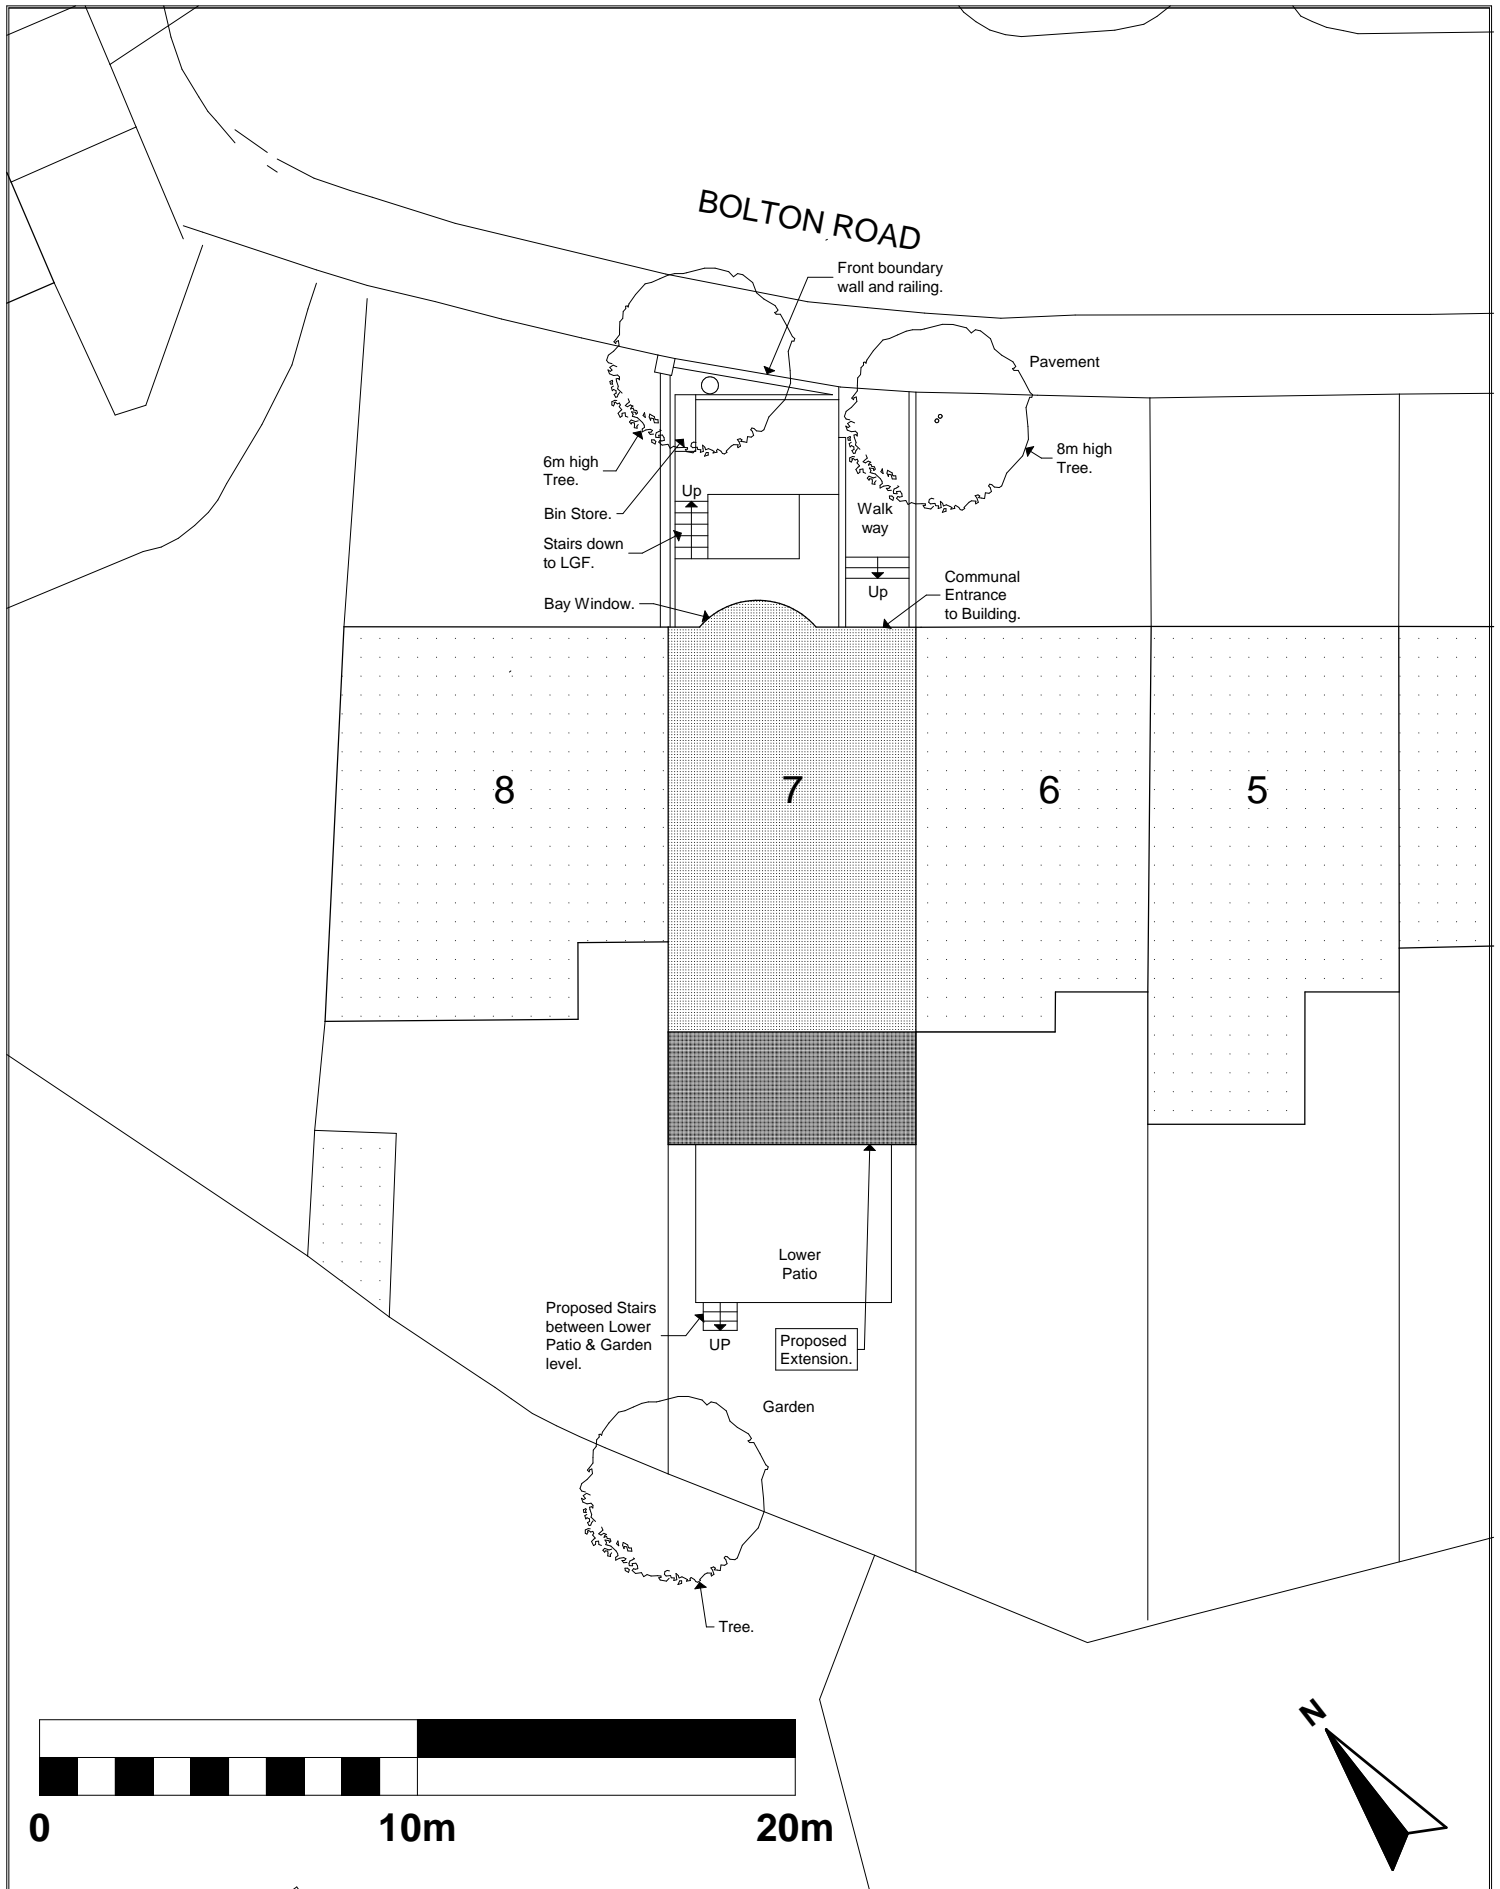 BOLTON ROAD
Front boundary
wall and railing.
Pavement
6m high
Tree.
8m high
Tree.
Up
Bin Store.
Walk
way
Stairs down
to LGF.
Up
Communal
Entrance
to Building.
Bay Window.
8
7
6
5
Lower
Patio
Proposed Stairs
between Lower
Patio & Garden
level.
UP
Proposed
Extension.
Garden
Tree.
N
0
10m
20m